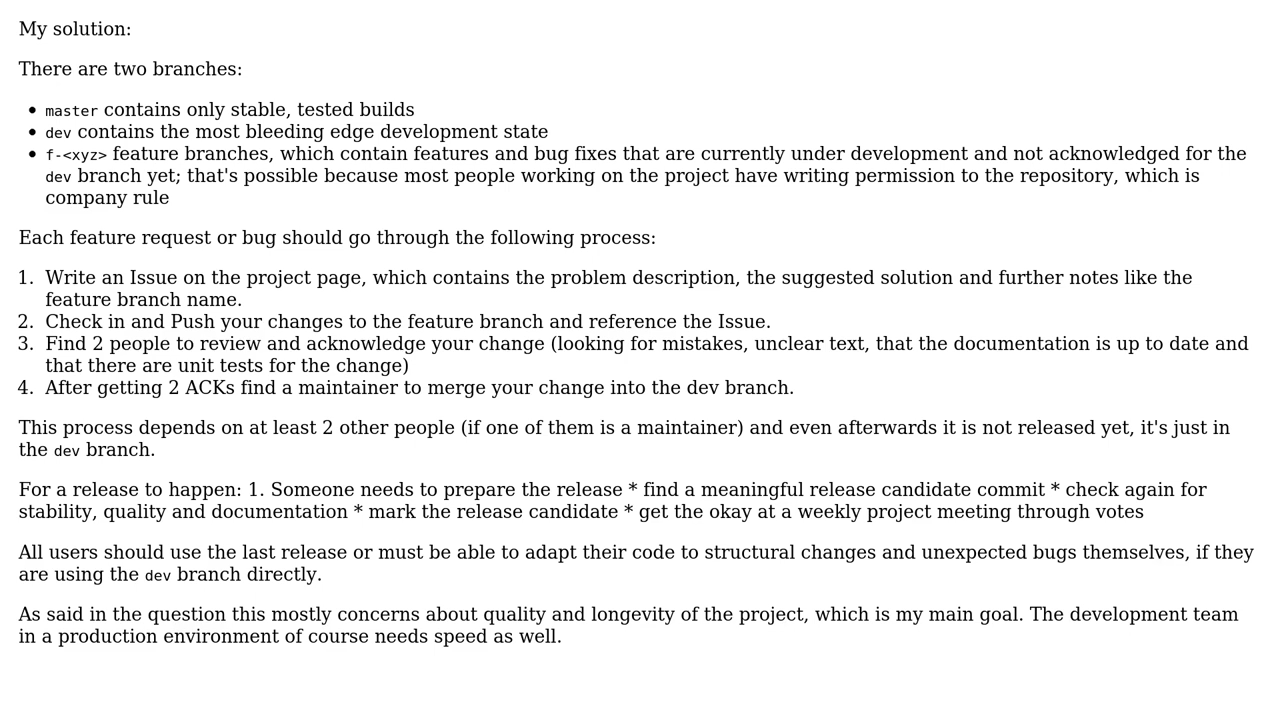 My solution:
There are two branches:
• master contains only stable, tested builds
• dev contains the most bleeding edge development state
• f-<xyz> feature branches, which contain features and bug fixes that are currently under development and not acknowledged for the
dev branch yet; that's possible because most people working on the project have writing permission to the repository, which is
company rule
Each feature request or bug should go through the following process:
1. Write an Issue on the project page, which contains the problem description, the suggested solution and further notes like the
feature branch name.
2. Check in and Push your changes to the feature branch and reference the Issue.
3. Find 2 people to review and acknowledge your change (looking for mistakes, unclear text, that the documentation is up to date and
that there are unit tests for the change)
4. After getting 2 ACKs find a maintainer to merge your change into the dev branch.
This process depends on at least 2 other people (if one of them is a maintainer) and even afterwards it is not released yet, it's just in
the dev branch.
For a release to happen: 1. Someone needs to prepare the release * find a meaningful release candidate commit * check again for
stability, quality and documentation * mark the release candidate * get the okay at a weekly project meeting through votes
All users should use the last release or must be able to adapt their code to structural changes and unexpected bugs themselves, if they
are using the dev branch directly.
As said in the question this mostly concerns about quality and longevity of the project, which is my main goal. The development team
in a production environment of course needs speed as well.